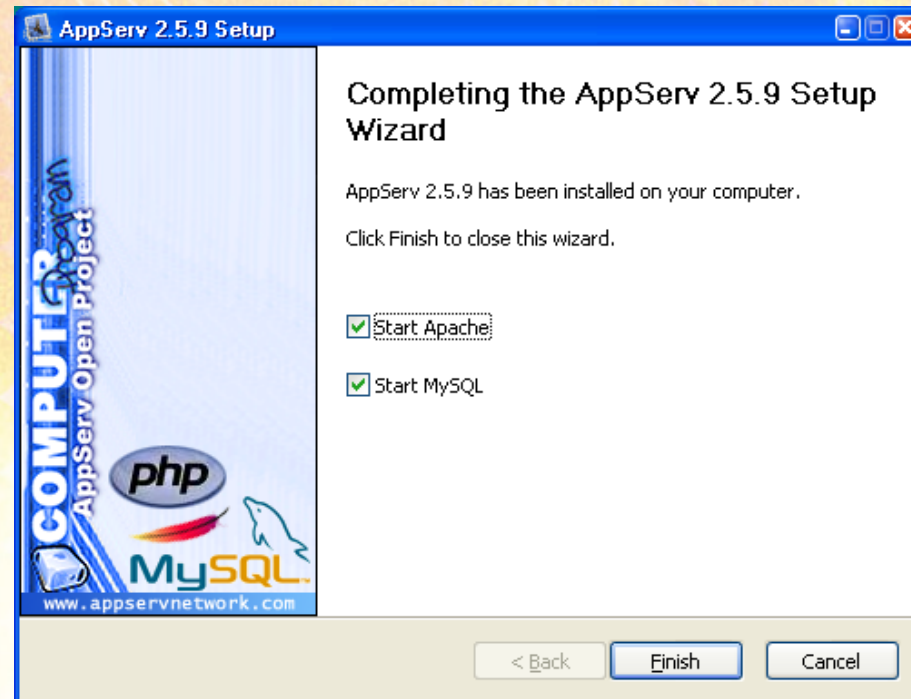 AppServ 2.5.9 Setup
Completing the AppServ 2.5.9 Setup
Wizard
AppServ 2.5.9 has been installed on your computer.
Click Finish to close this wizard.
Start Apache
Start MySQL
COMPUTER
Program
AppServ Open Project
php
MySQL
www.appservnetwork.com
< Back
Finish
Cancel